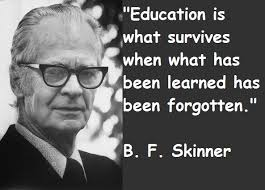 "Education is
what survives
when what has
been learned has
been forgotten."
B. F. Skinner